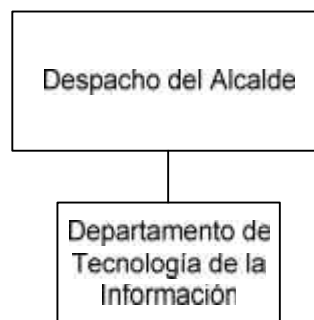 Despacho del Alcalde
Departamento de
Tecnología de la
Información